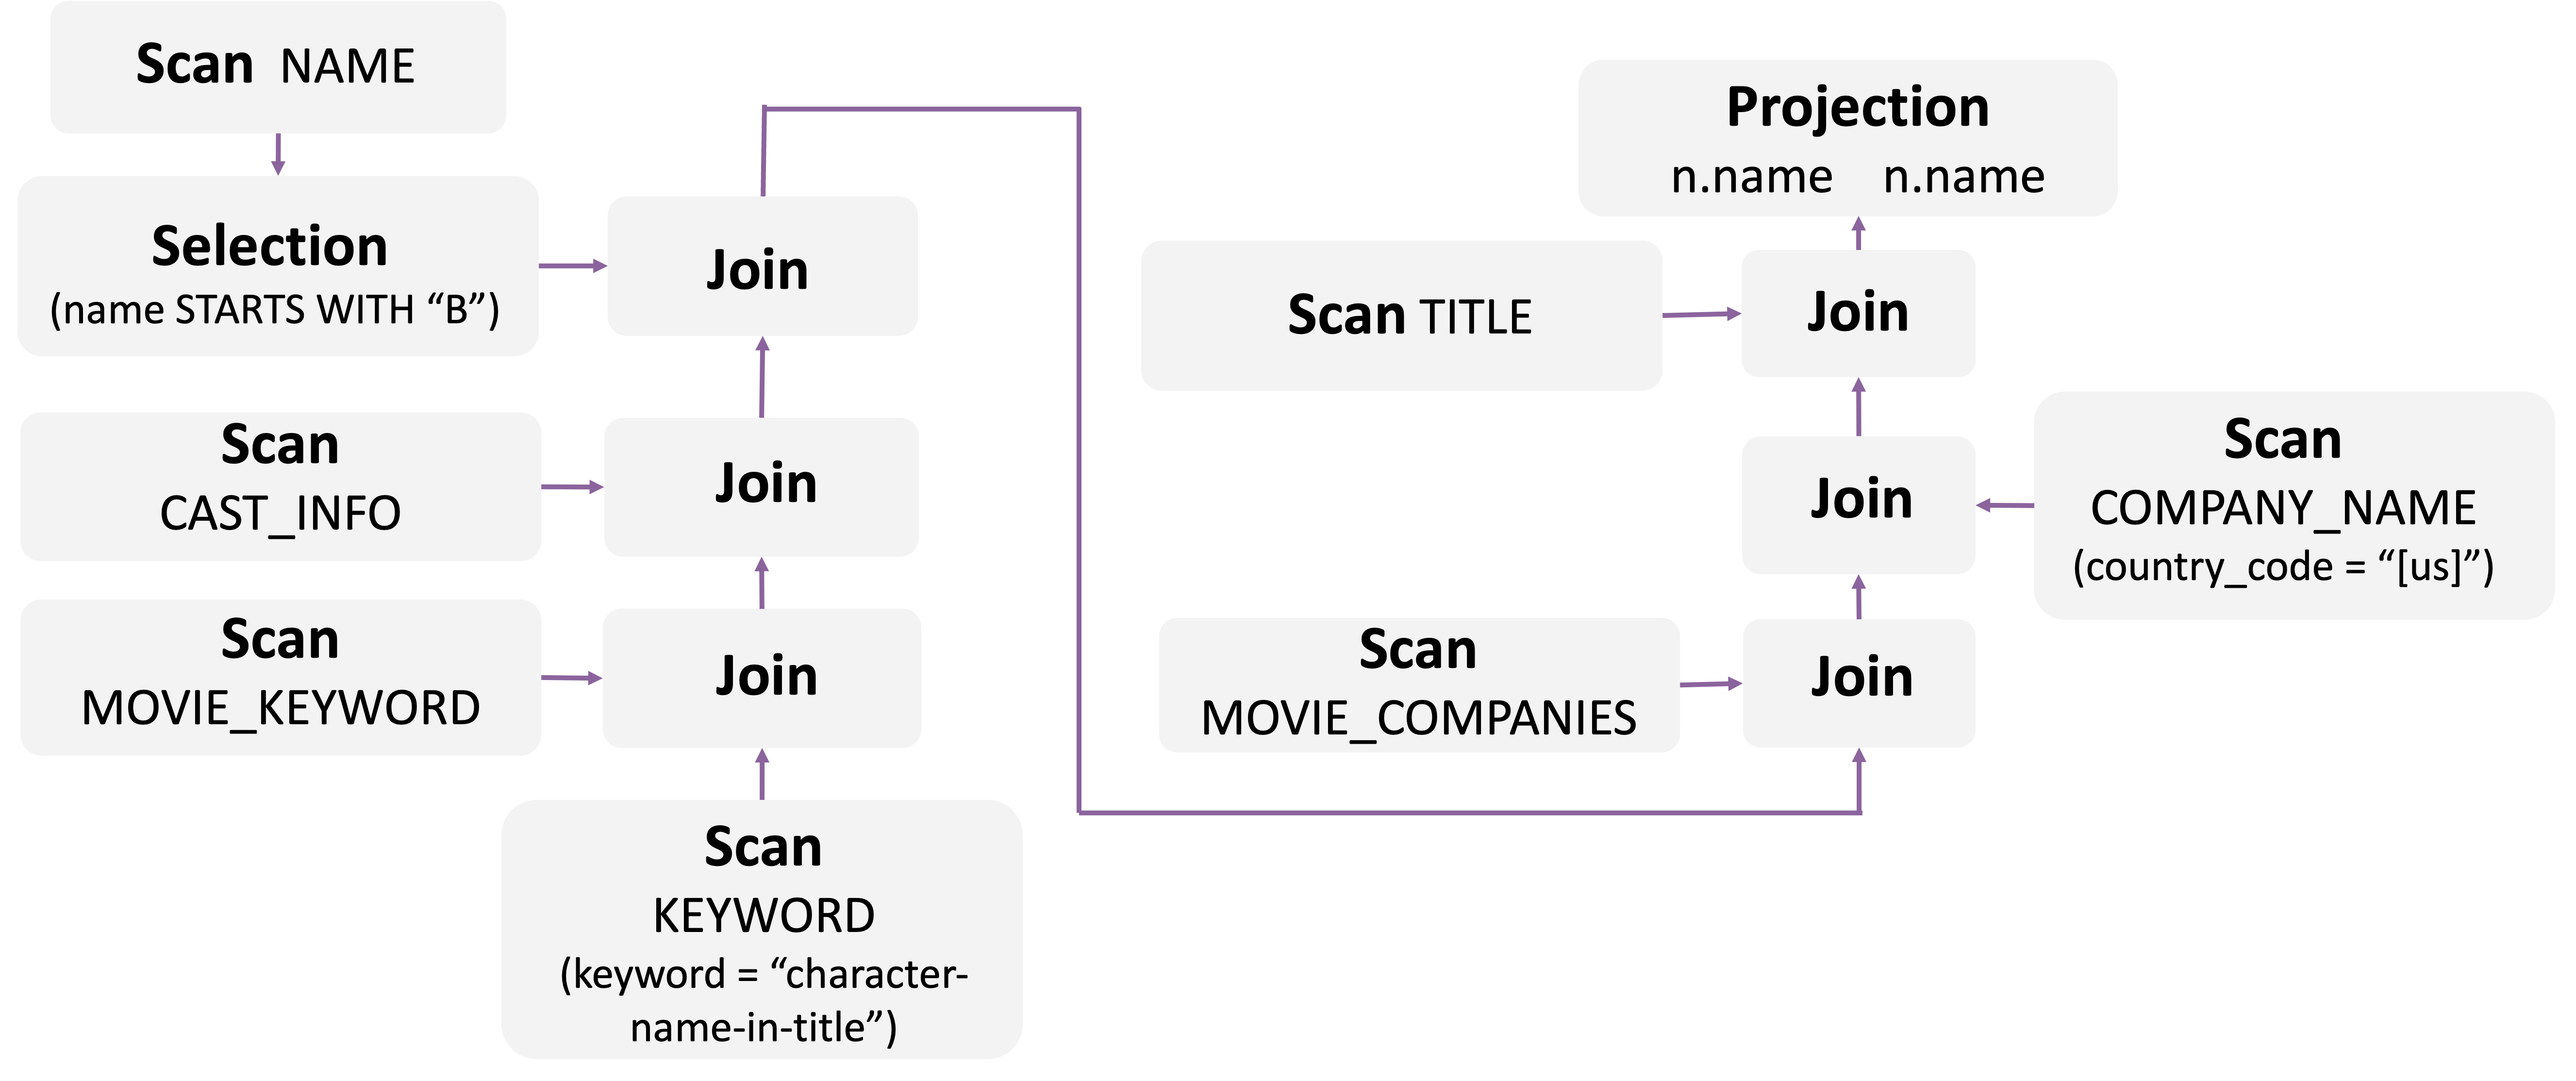 Scan NAME
Selection
(name STARTS WITH “B”)
Join
Scan
CAST_INFO
Join
Scan
MOVIE_KEYWORD
Join
Scan
KEYWORD
(keyword = “character-
name-in-title”)
Projection
n.name n.name
Scan TITLE
Join
Join
Scan
COMPANY_NAME
(country_code = “[us]”)
Scan
MOVIE_COMPANIES
Join